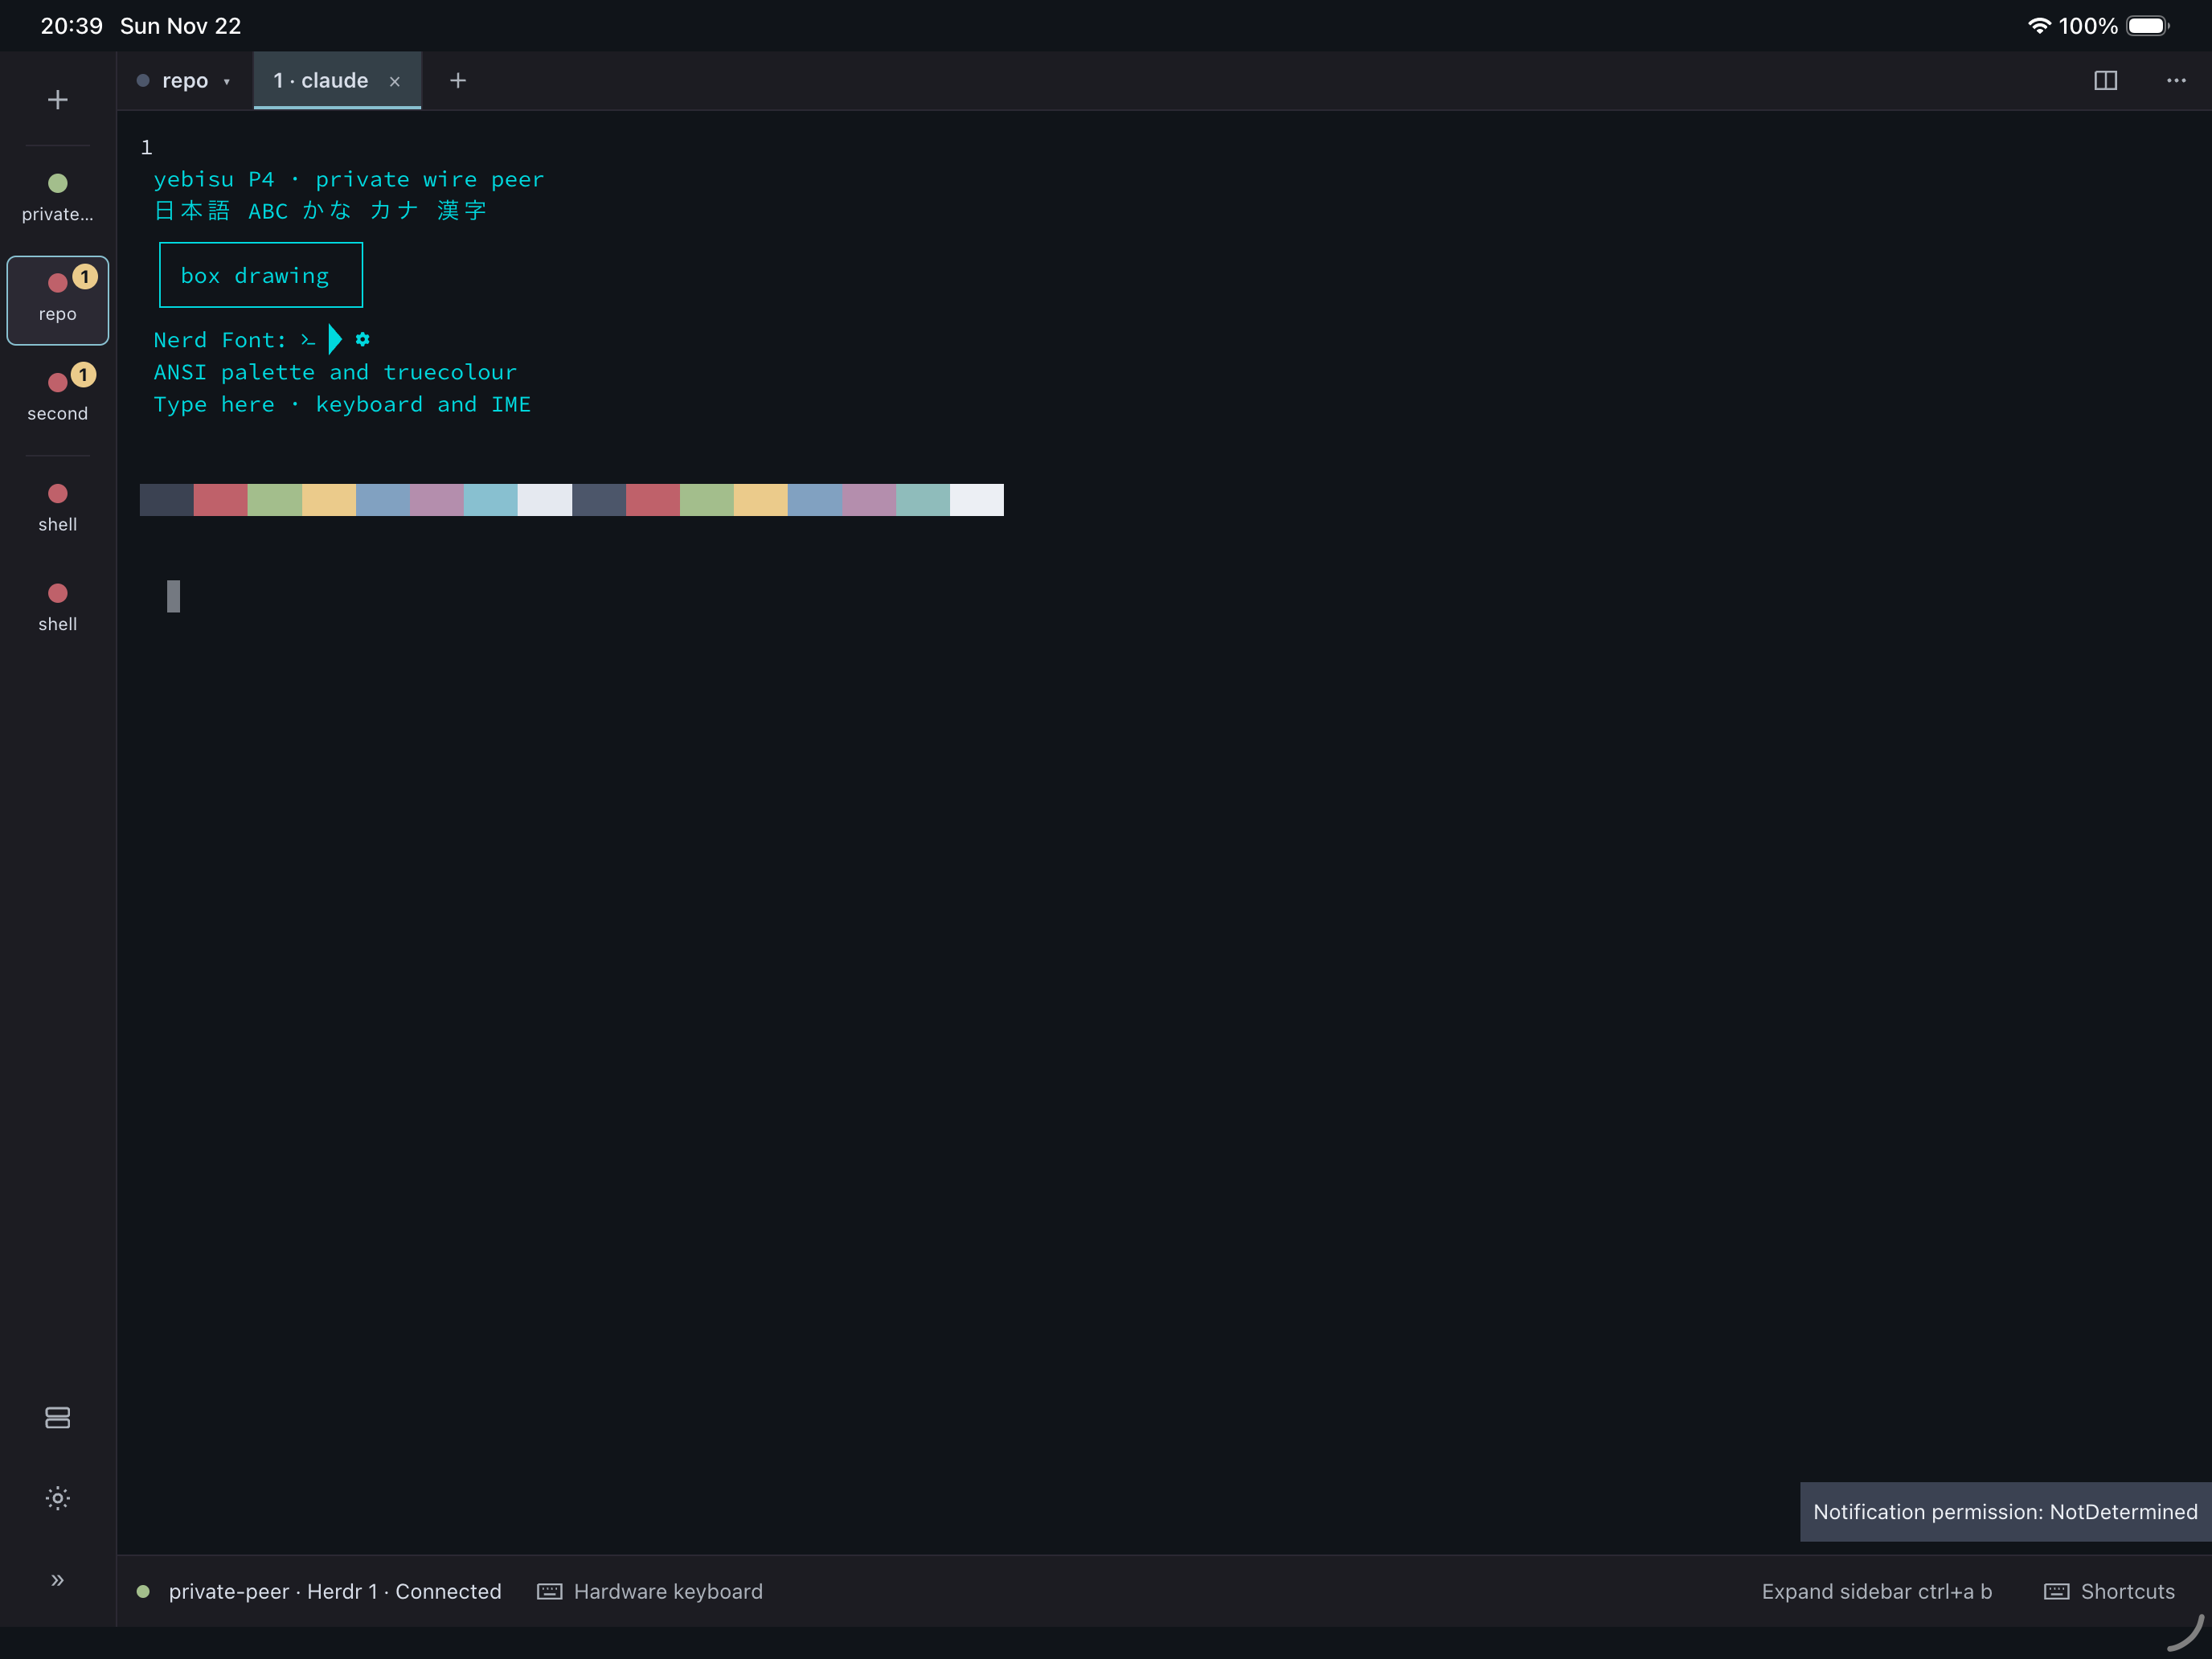 20:39 Sun Nov 22
100%
repo
1 · claude
private...
1
repo
1
second
shell
shell
1
yebisu P4 · private wire peer
日本語 ABC かな カナ 漢字
box drawing
Nerd Font:
ANSI palette and truecolour
Type here · keyboard and IME
Notification permission: NotDetermined
private-peer · Herdr 1 · Connected
Hardware keyboard
Expand sidebar ctrl+a b
Shortcuts